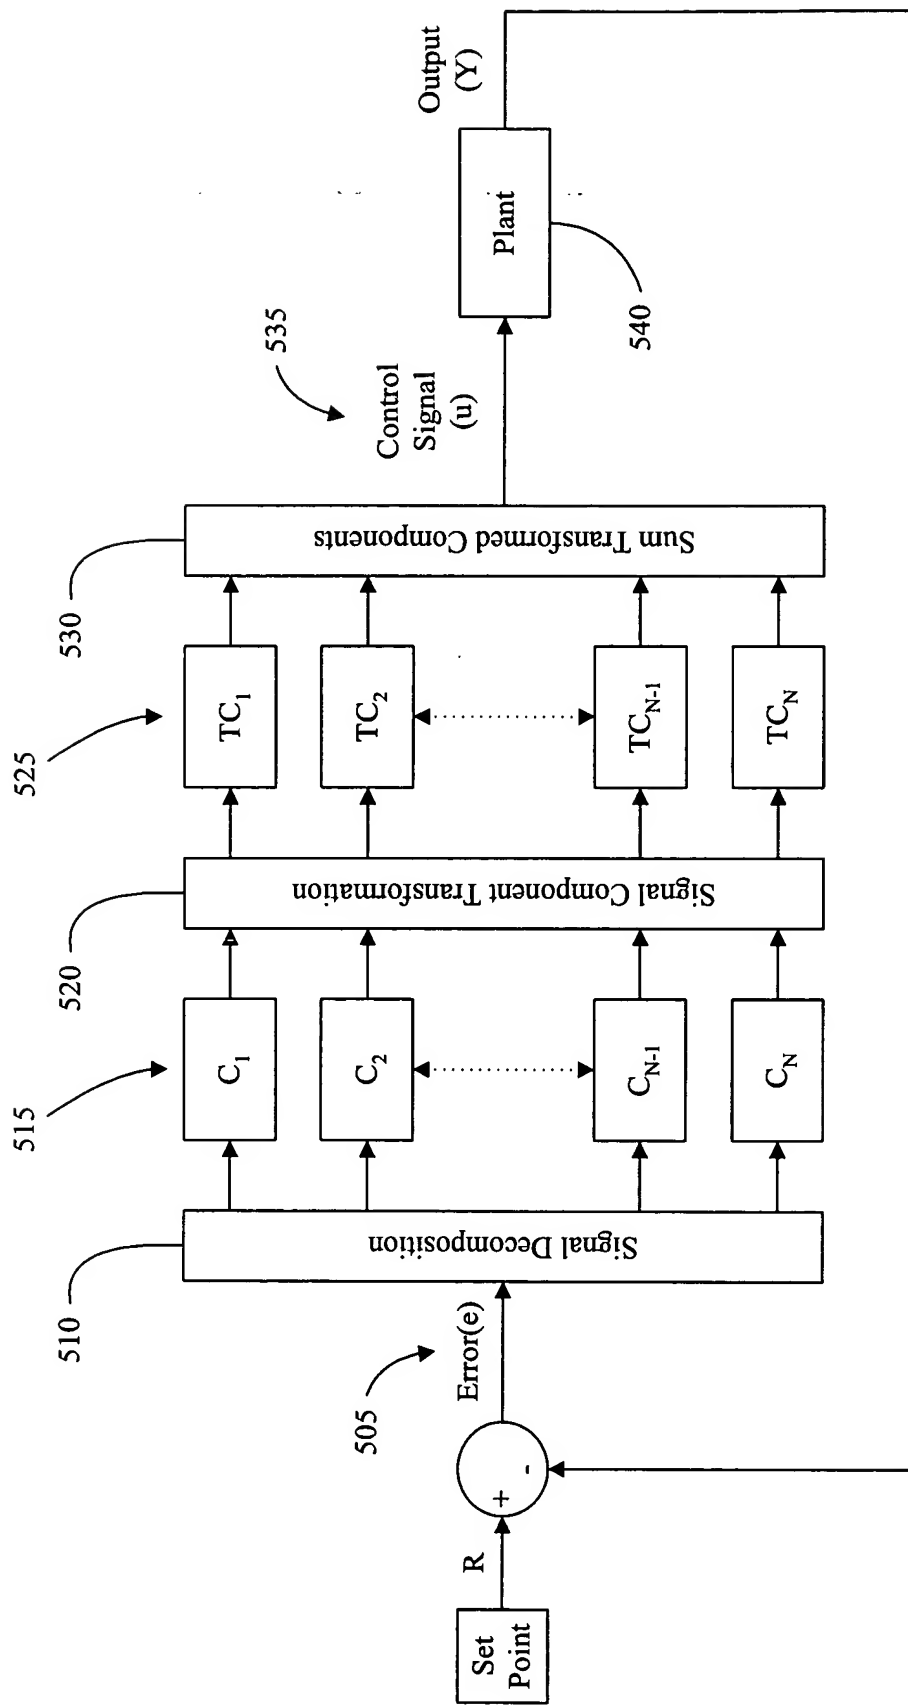 Set
Point
R
+
-
505
Error(e)
510
Signal Decomposition
515
C1
C2
CN-1
CN
520
Signal Component Transformation
525
TC1
TC2
TCN-1
TCN
530
Sum Transformed Components
535
Control
Signal
(u)
Plant
540
Output
(Y)